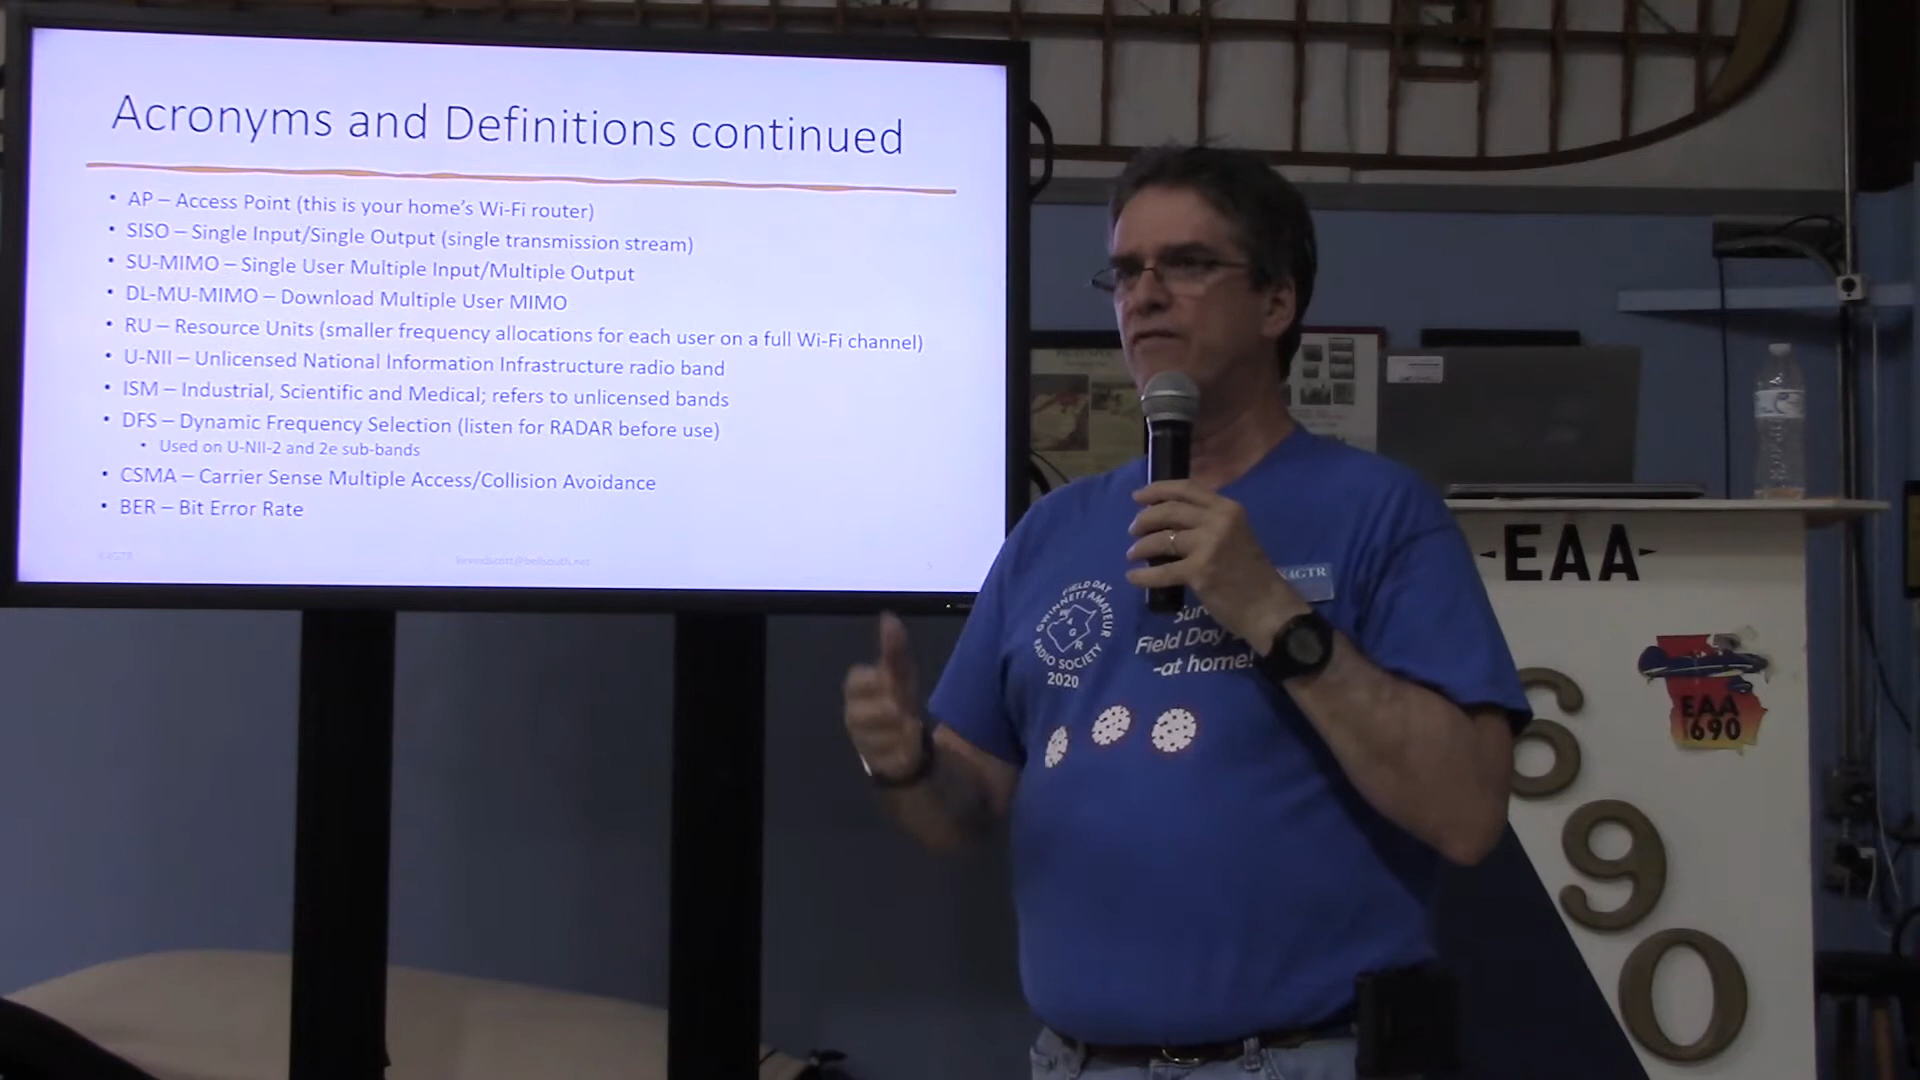 Acronyms and Definitions continued
• AP – Access Point (this is your home's Wi-Fi router)
• SISO – Single Input/Single Output (single transmission stream)
• SU-MIMO – Single User Multiple Input/Multiple Output
• DL-MU-MIMO – Download Multiple User MIMO
• RU – Resource Units (smaller frequency allocations for each user on a full Wi-Fi channel)
• U-NII – Unlicensed National Information Infrastructure radio band
• ISM – Industrial, Scientific and Medical; refers to unlicensed bands
• DFS – Dynamic Frequency Selection (listen for RADAR before use)
• Used on U-NII-2 and 2e sub-bands
• CSMA – Carrier Sense Multiple Access/Collision Avoidance
• BER – Bit Error Rate
K4GTR
5
FIELD DAY
GWINNETT AMATEUR
RADIO SOCIETY
2020
Field Day
-at home!
EAA
690
EAA
690